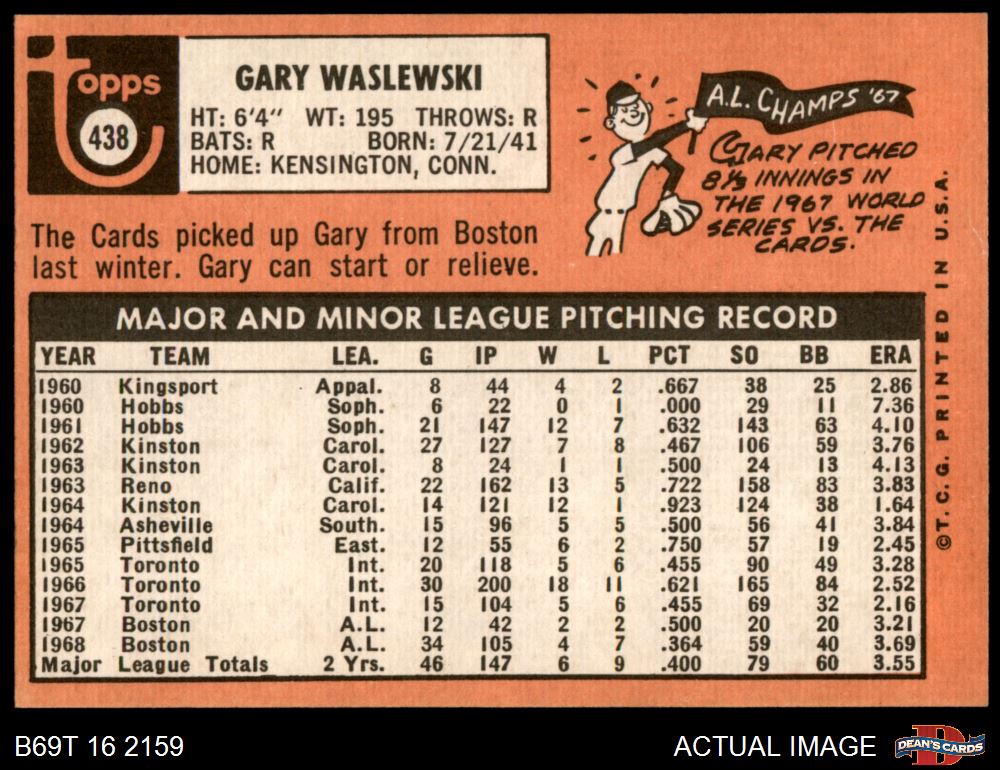 Topps
438
GARY WASLEWSKI
HT: 6'4" WT: 195 THROWS: R
BATS: R BORN: 7/21/41
HOME: KENSINGTON, CONN.
A.L. CHAMPS '67
GARY PITCHED
8 1/3 INNINGS IN
THE 1967 WORLD
SERIES VS. THE
CARDS.
The Cards picked up Gary from Boston
last winter. Gary can start or relieve.
MAJOR AND MINOR LEAGUE PITCHING RECORD
YEAR TEAM LEA. G IP W L PCT SO BB ERA
1960 Kingsport Appal. 8 44 4 2 .667 38 25 2.86
1960 Hobbs Soph. 6 22 0 1 .000 29 11 7.36
1961 Hobbs Soph. 21 147 12 7 .632 143 63 4.10
1962 Kinston Carol. 27 127 7 8 .467 106 59 3.76
1963 Kinston Carol. 8 24 1 1 .500 24 13 4.13
1963 Reno Calif. 22 162 13 5 .722 158 83 3.83
1964 Kinston Carol. 14 121 12 1 .923 124 38 1.64
1964 Asheville South. 15 96 5 5 .500 56 41 3.84
1965 Pittsfield East. 12 55 6 2 .750 57 19 2.45
1965 Toronto Int. 20 118 5 6 .455 90 49 3.28
1966 Toronto Int. 30 200 18 11 .621 165 84 2.52
1967 Toronto Int. 15 104 5 6 .455 69 32 2.16
1967 Boston A.L. 12 42 2 2 .500 20 20 3.21
1968 Boston A.L. 34 105 4 7 .364 59 40 3.69
Major League Totals 2 Yrs. 46 147 6 9 .400 79 60 3.55
©T.C.G. PRINTED IN U.S.A.
B69T 16 2159
ACTUAL IMAGE
DEAN'S CARDS